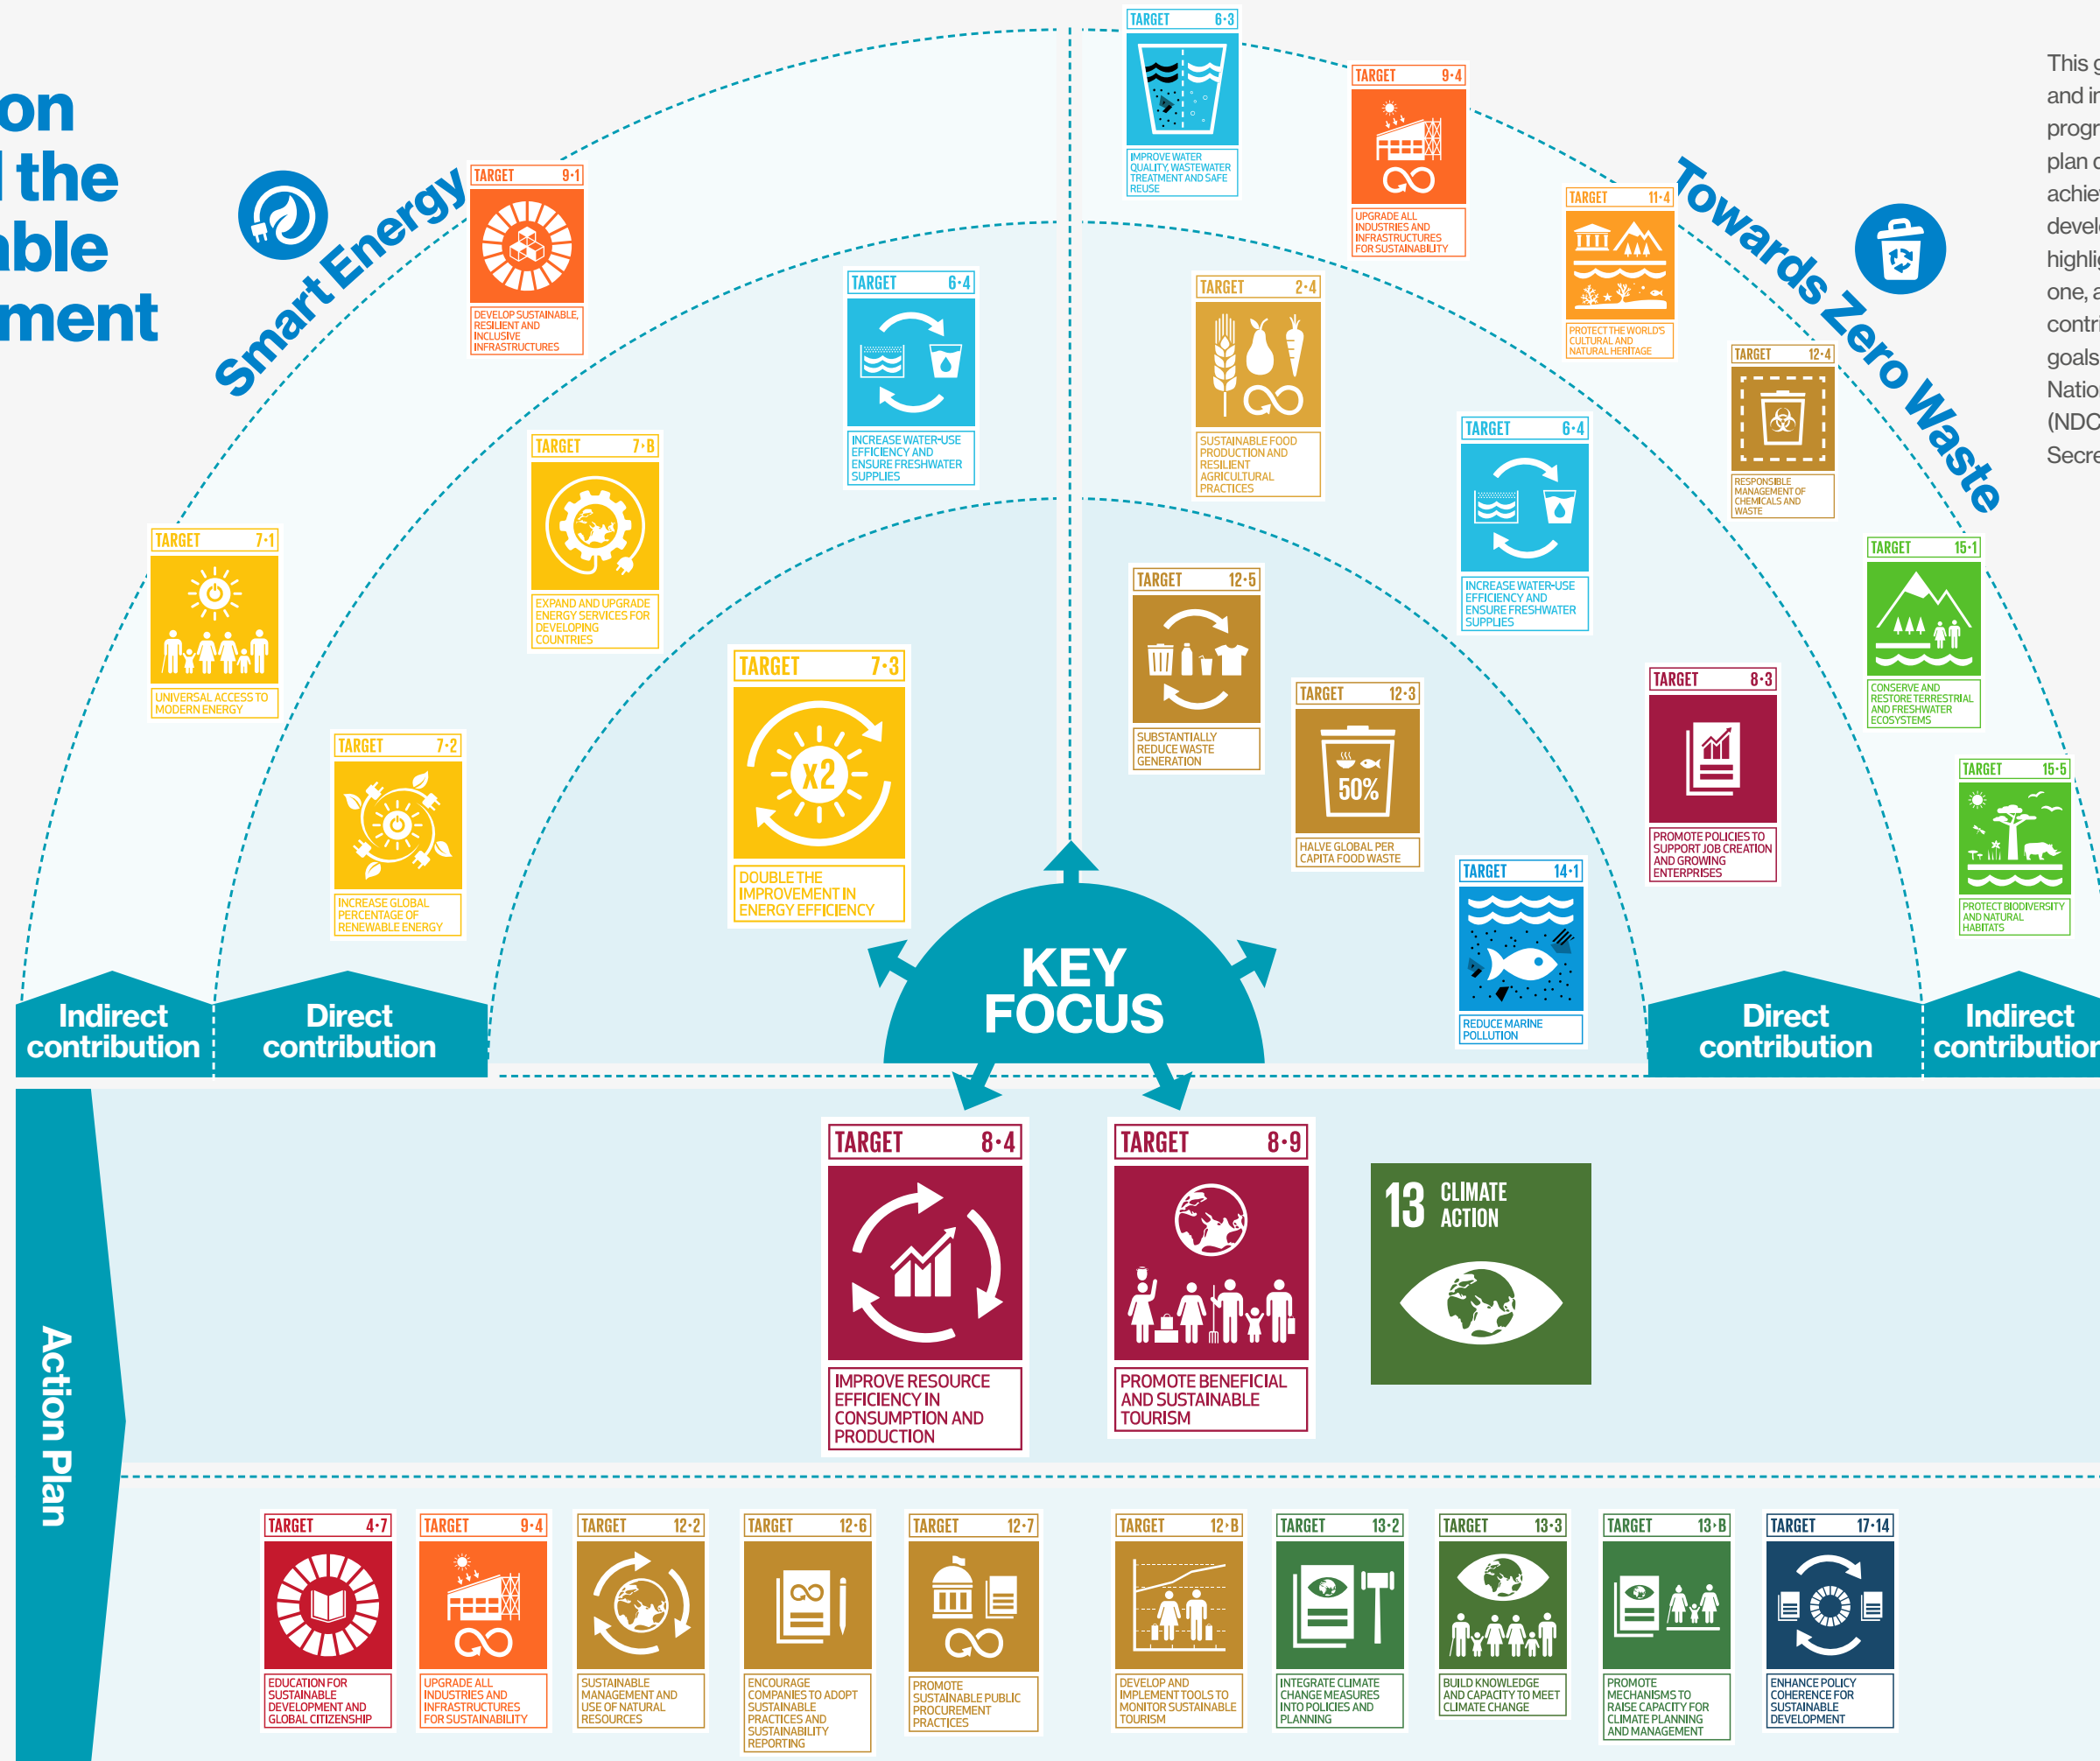 on
the
able
ment
Smart Energy
Towards Zero Waste
This
and
plan
one, a
goals
(NDC
TARGET 6·3
IMPROVE WATER
QUALITY, WASTEWATER
TREATMENT AND SAFE
REUSE
TARGET 9·4
UPGRADE ALL
INDUSTRIES AND
INFRASTRUCTURES
FOR SUSTAINABILITY
TARGET 9·1
DEVELOP SUSTAINABLE,
RESILIENT AND
INCLUSIVE
INFRASTRUCTURES
TARGET 11·4
PROTECT THE WORLD'S
CULTURAL AND
NATURAL HERITAGE
TARGET 6·4
INCREASE WATER-USE
EFFICIENCY AND
ENSURE FRESHWATER
SUPPLIES
TARGET 2·4
SUSTAINABLE FOOD
PRODUCTION AND
RESILIENT
AGRICULTURAL
PRACTICES
TARGET 12·4
RESPONSIBLE
MANAGEMENT OF
CHEMICALS AND
WASTE
TARGET 7·B
EXPAND AND UPGRADE
ENERGY SERVICES FOR
DEVELOPING
COUNTRIES
TARGET 6·4
INCREASE WATER-USE
EFFICIENCY AND
ENSURE FRESHWATER
SUPPLIES
TARGET 7·1
UNIVERSAL ACCESS TO
MODERN ENERGY
TARGET 15·1
CONSERVE AND
RESTORE TERRESTRIAL
AND FRESHWATER
ECOSYSTEMS
TARGET 12·5
SUBSTANTIALLY
REDUCE WASTE
GENERATION
TARGET 7·3
X2
DOUBLE THE
IMPROVEMENT IN
ENERGY EFFICIENCY
TARGET 12·3
50%
HALVE GLOBAL PER
CAPITA FOOD WASTE
TARGET 8·3
PROMOTE POLICIES TO
SUPPORT JOB CREATION
AND GROWING
ENTERPRISES
TARGET 7·2
INCREASE GLOBAL
PERCENTAGE OF
RENEWABLE ENERGY
TARGET 15·5
PROTECT BIODIVERSITY
AND NATURAL
HABITATS
TARGET 14·1
REDUCE MARINE
POLLUTION
KEY
FOCUS
Indirect
contribution
Direct
contribution
Direct
contribution
Indirect
contribution
Action Plan
TARGET 8·4
IMPROVE RESOURCE
EFFICIENCY IN
CONSUMPTION AND
PRODUCTION
TARGET 8·9
PROMOTE BENEFICIAL
AND SUSTAINABLE
TOURISM
13 CLIMATE
ACTION
TARGET 4·7
EDUCATION FOR
SUSTAINABLE
DEVELOPMENT AND
GLOBAL CITIZENSHIP
TARGET 9·4
UPGRADE ALL
INDUSTRIES AND
INFRASTRUCTURES
FOR SUSTAINABILITY
TARGET 12·2
SUSTAINABLE
MANAGEMENT AND
USE OF NATURAL
RESOURCES
TARGET 12·6
ENCOURAGE
COMPANIES TO ADOPT
SUSTAINABLE
PRACTICES AND
SUSTAINABILITY
REPORTING
TARGET 12·7
PROMOTE
SUSTAINABLE PUBLIC
PROCUREMENT
PRACTICES
TARGET 12·B
DEVELOP AND
IMPLEMENT TOOLS TO
MONITOR SUSTAINABLE
TOURISM
TARGET 13·2
INTEGRATE CLIMATE
CHANGE MEASURES
INTO POLICIES AND
PLANNING
TARGET 13·3
BUILD KNOWLEDGE
AND CAPACITY TO MEET
CLIMATE CHANGE
TARGET 13·B
PROMOTE
MECHANISMS TO
RAISE CAPACITY FOR
CLIMATE PLANNING
AND MANAGEMENT
TARGET 17·14
ENHANCE POLICY
COHERENCE FOR
SUSTAINABLE
DEVELOPMENT